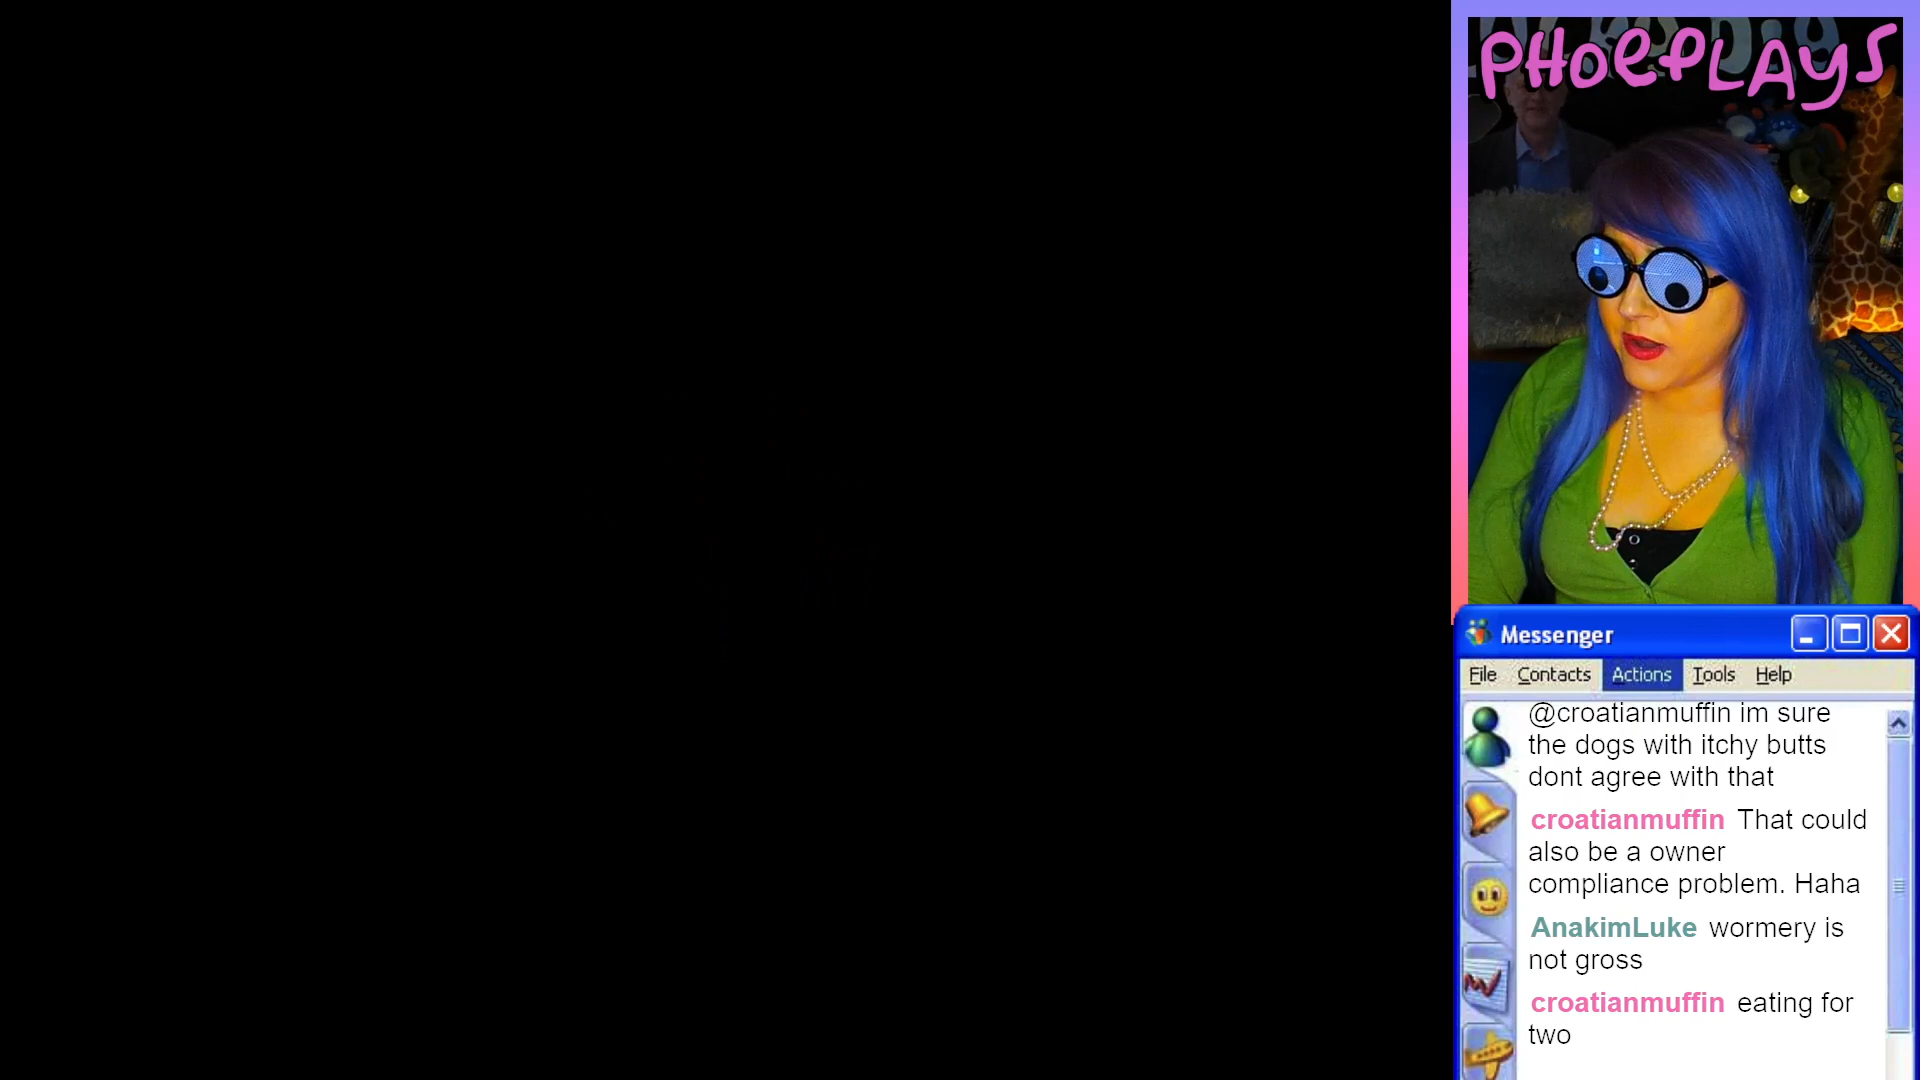 PHOEPLAYS
Messenger
File Contacts Actions Tools Help
@croatianmuffin im sure
the dogs with itchy butts
dont agree with that
croatianmuffin That could
also be a owner
compliance problem. Haha
AnakimLuke wormery is
not gross
croatianmuffin eating for
two